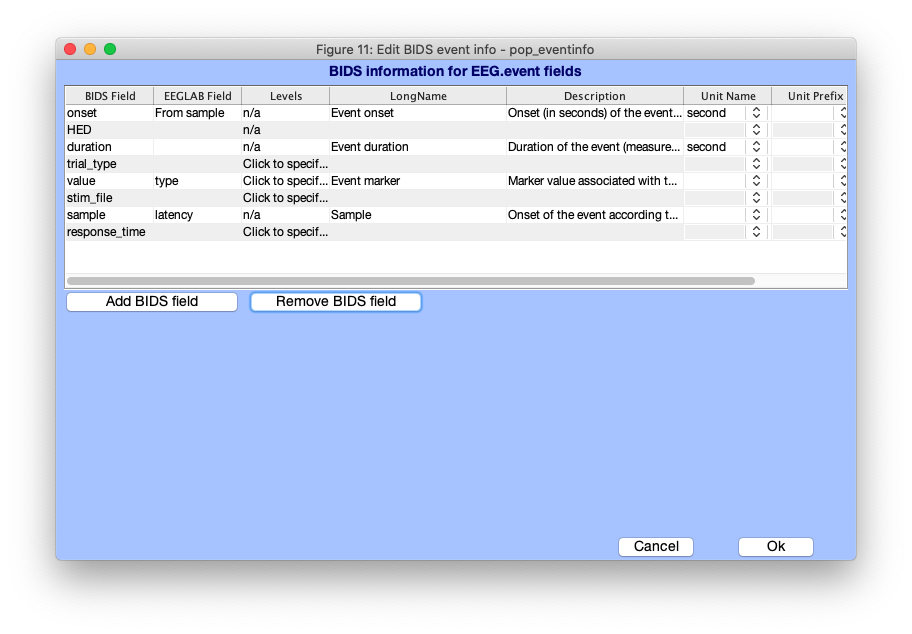 Figure 11: Edit BIDS event info - pop_eventinfo
BIDS information for EEG.event fields
BIDS Field EEGLAB Field Levels LongName Description Unit Name Unit Prefix
onset From sample n/a Event onset Onset (in seconds) of the event... second
HED n/a
duration n/a Event duration Duration of the event (measure... second
trial_type Click to specif...
value type Click to specif... Event marker Marker value associated with t...
stim_file Click to specif...
sample latency n/a Sample Onset of the event according t...
response_time Click to specif...
Add BIDS field Remove BIDS field
Cancel Ok